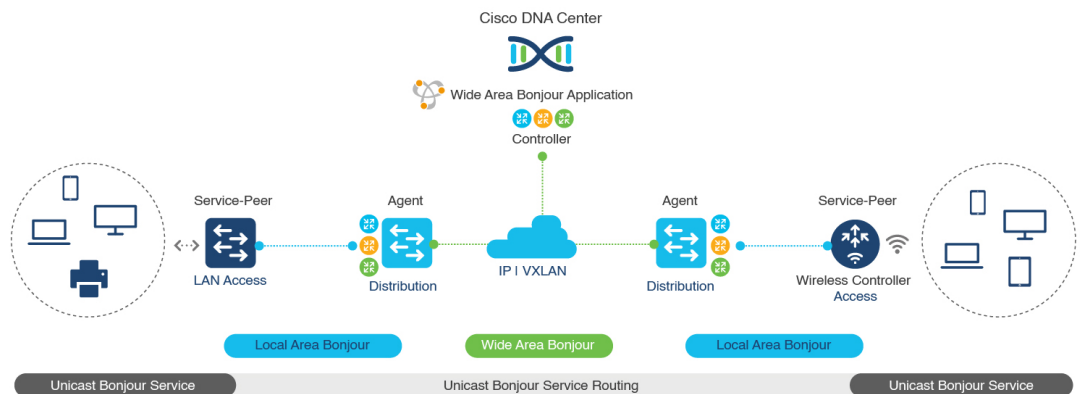 Cisco DNA Center
Wide Area Bonjour Application
Controller
Service-Peer
Agent
Agent
Service-Peer
LAN Access
Distribution
IP | VXLAN
Distribution
Wireless Controller
Access
Local Area Bonjour
Wide Area Bonjour
Local Area Bonjour
Unicast Bonjour Service
Unicast Bonjour Service Routing
Unicast Bonjour Service